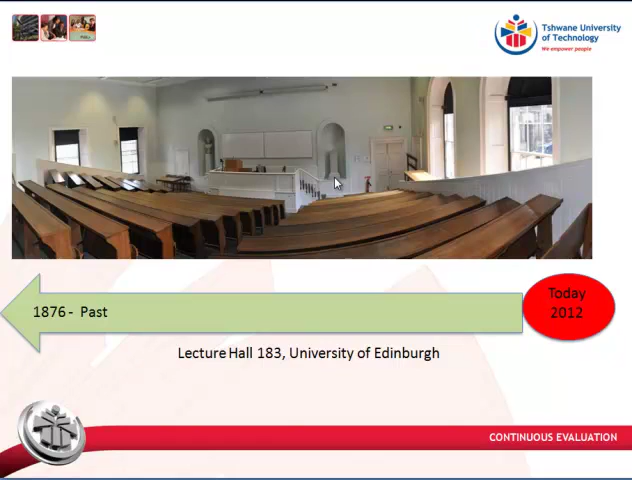 Tshwane University
of Technology
We empower people
Today
2012
1876 - Past
Lecture Hall 183, University of Edinburgh
CONTINUOUS EVALUATION